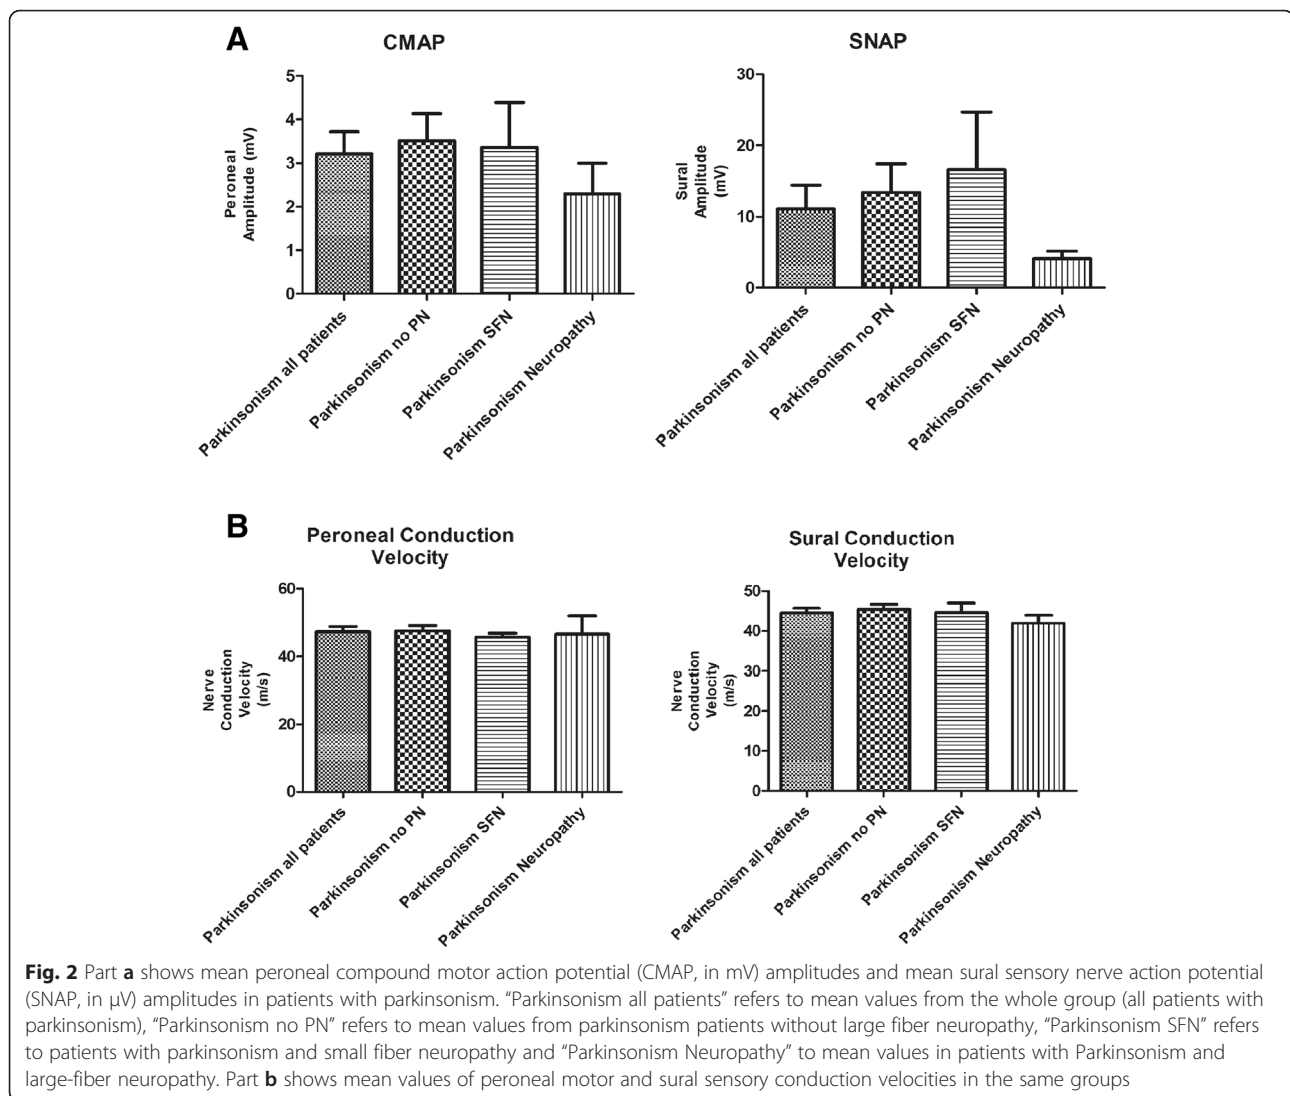 A
CMAP
Peroneal
Amplitude (mV)
5
4
3
2
1
0
Parkinsonism all patients
Parkinsonism no PN
Parkinsonism SFN
Parkinsonism Neuropathy
SNAP
Sural
Amplitude
(mV)
30
20
10
0
Parkinsonism all patients
Parkinsonism no PN
Parkinsonism SFN
Parkinsonism Neuropathy
B
Peroneal Conduction
Velocity
Nerve
Conduction
Velocity
(m/s)
60
40
20
0
Parkinsonism all patients
Parkinsonism no PN
Parkinsonism SFN
Parkinsonism Neuropathy
Sural Conduction
Velocity
Nerve
Conduction
Velocity
(m/s)
50
40
30
20
10
0
Parkinsonism all patients
Parkinsonism no PN
Parkinsonism SFN
Parkinsonism Neuropathy
Fig. 2 Part a shows mean peroneal compound motor action potential (CMAP, in mV) amplitudes and mean sural sensory nerve action potential
(SNAP, in µV) amplitudes in patients with parkinsonism. “Parkinsonism all patients” refers to mean values from the whole group (all patients with
parkinsonism), “Parkinsonism no PN” refers to mean values from parkinsonism patients without large fiber neuropathy, “Parkinsonism SFN” refers
to patients with parkinsonism and small fiber neuropathy and “Parkinsonism Neuropathy” to mean values in patients with Parkinsonism and
large-fiber neuropathy. Part b shows mean values of peroneal motor and sural sensory conduction velocities in the same groups